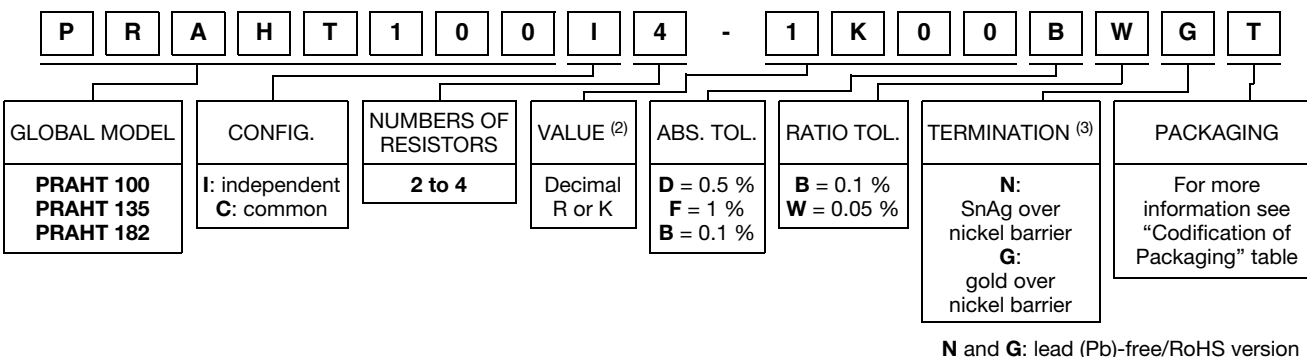 P R A H T 1 0 0 I 4 - 1 K 0 0 B W G T
GLOBAL MODEL
PRAHT 100
PRAHT 135
PRAHT 182
CONFIG.
I: independent
C: common
NUMBERS OF
RESISTORS
2 to 4
VALUE (2)
Decimal
R or K
ABS. TOL.
D = 0.5 %
F = 1 %
B = 0.1 %
RATIO TOL.
B = 0.1 %
W = 0.05 %
TERMINATION (3)
N:
SnAg over
nickel barrier
G:
gold over
nickel barrier
PACKAGING
For more
information see
“Codification of
Packaging” table
N and G: lead (Pb)-free/RoHS version